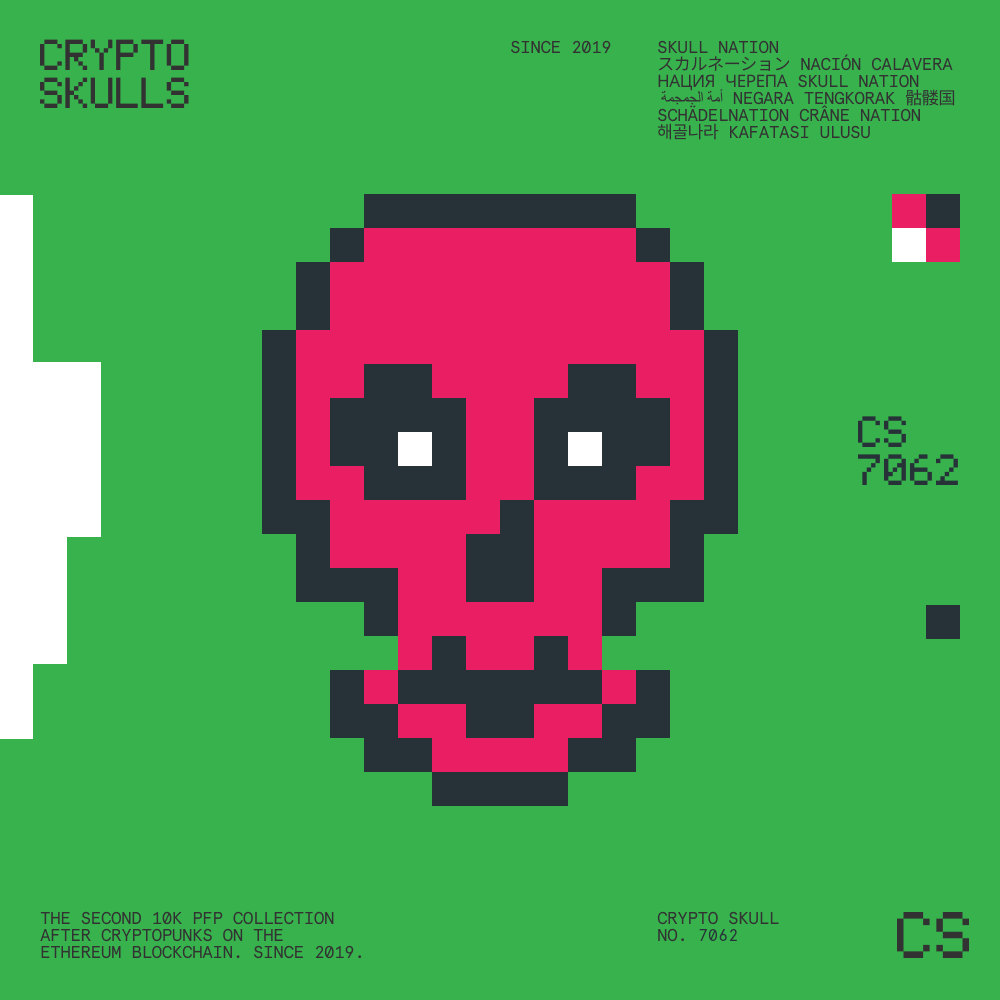 CRYPTO
SKULLS
SINCE 2019
SKULL NATION
スカルネーション NACIÓN CALAVERA
НАЦИЯ ЧЕРЕПА SKULL NATION
أمة الجمجمة NEGARA TENGKORAK 骷髅国
SCHÄDELNATION CRÂNE NATION
해골나라 KAFATASI ULUSU
CS
7062
THE SECOND 10K PFP COLLECTION
AFTER CRYPTOPUNKS ON THE
ETHEREUM BLOCKCHAIN. SINCE 2019.
CRYPTO SKULL
NO. 7062
CS